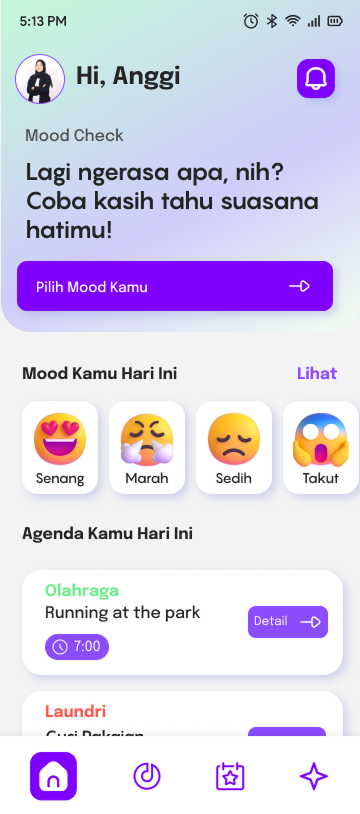 5:13 PM
Hi, Anggi
Mood Check
Lagi ngerasa apa, nih?
Coba kasih tahu suasana
hatimu!
Pilih Mood Kamu
Mood Kamu Hari Ini
Lihat
Senang
Marah
Sedih
Takut
Agenda Kamu Hari Ini
Olahraga
Running at the park
Detail
7:00
Laundri
Cuci Pakaian